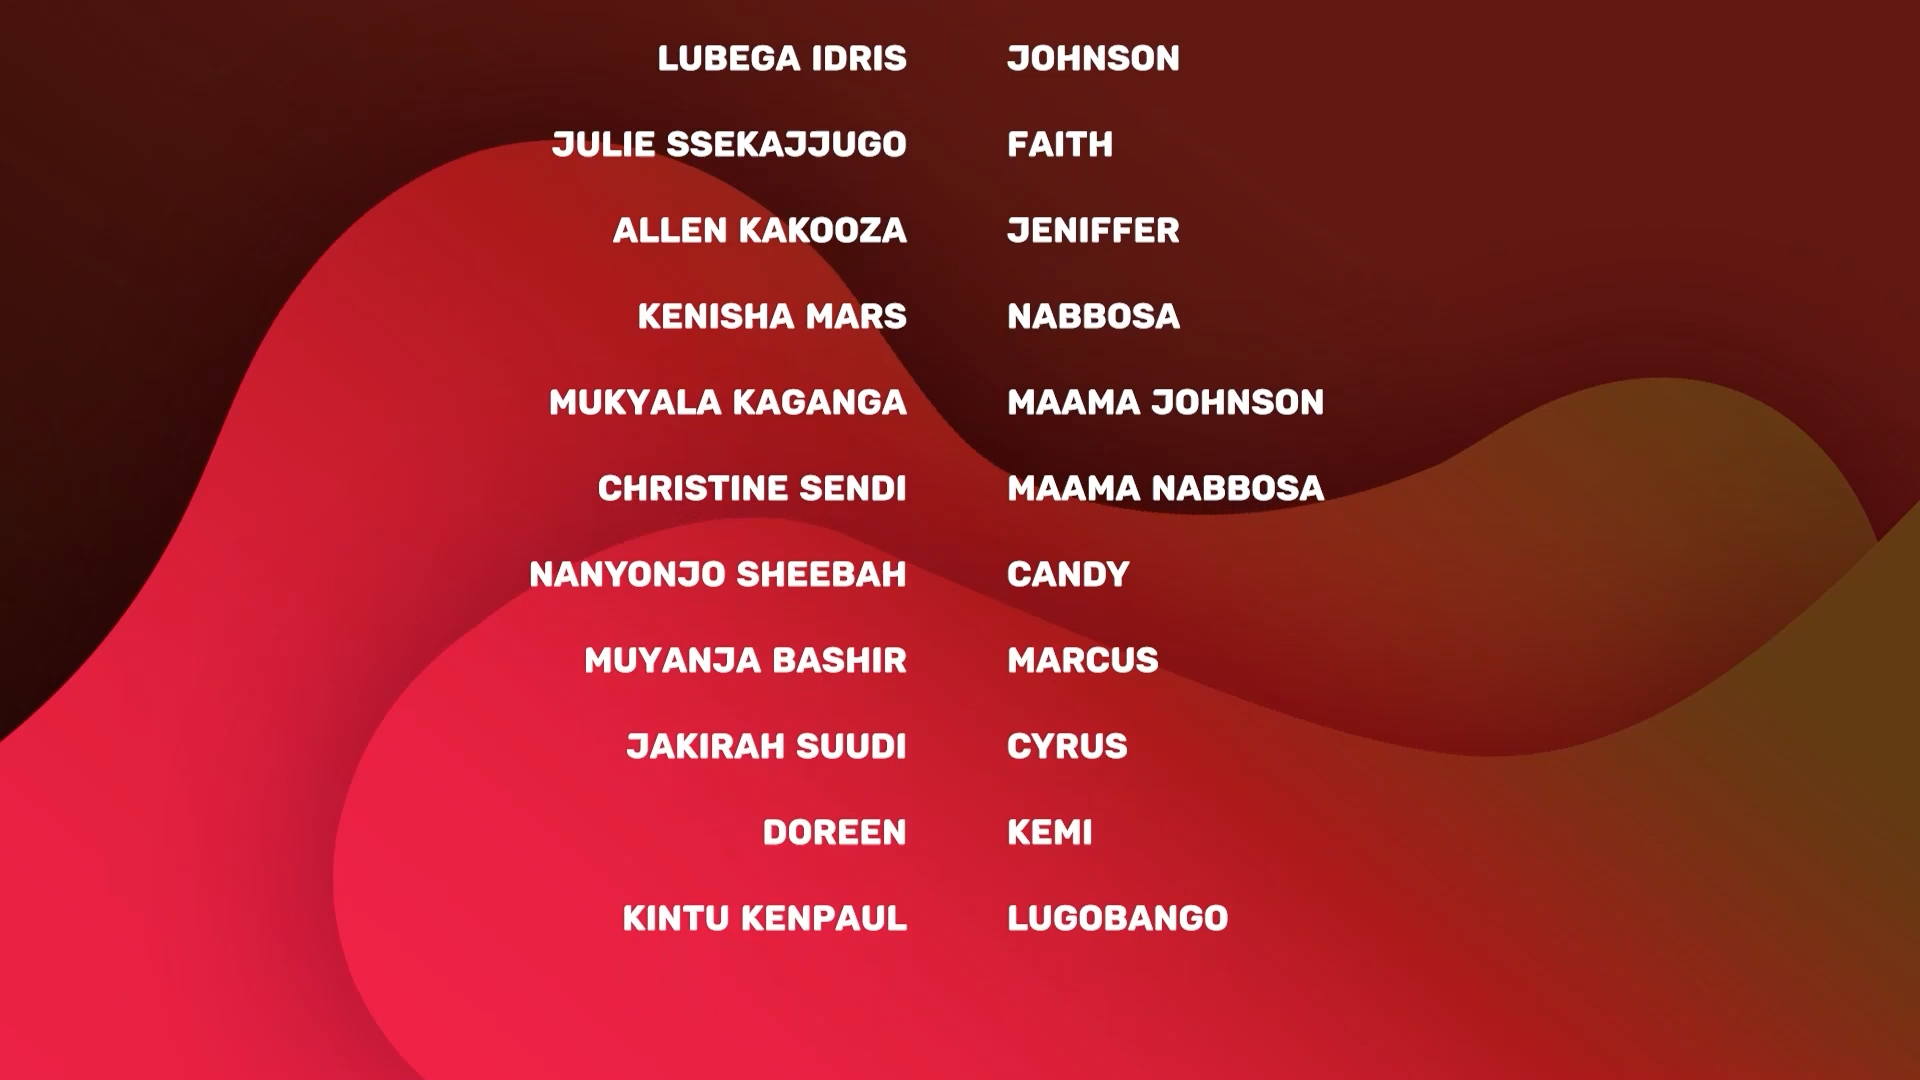 LUBEGA IDRIS JOHNSON
JULIE SSEKAJJUGO FAITH
ALLEN KAKOOZA JENIFFER
KENISHA MARS NABBOSA
MUKYALA KAGANGA MAAMA JOHNSON
CHRISTINE SENDI MAAMA NABBOSA
NANYONJO SHEEBAH CANDY
MUYANJA BASHIR MARCUS
JAKIRAH SUUDI CYRUS
DOREEN KEMI
KINTU KENPAUL LUGOBANGO